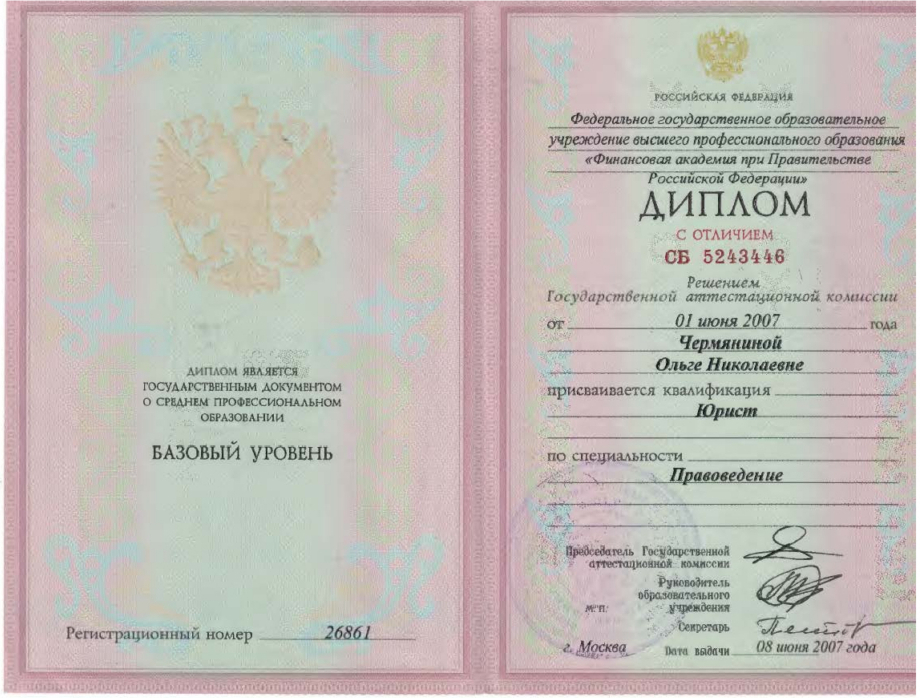 ДИПЛОМ ЯВЛЯЕТСЯ
ГОСУДАРСТВЕННЫМ ДОКУМЕНТОМ
О СРЕДНЕМ ПРОФЕССИОНАЛЬНОМ
ОБРАЗОВАНИИ
БАЗОВЫЙ УРОВЕНЬ
Регистрационный номер 26861
РОССИЙСКАЯ ФЕДЕРАЦИЯ
Федеральное государственное образовательное
учреждение высшего профессионального образования
«Финансовая академия при Правительстве
Российской Федерации»
ДИПЛОМ
С ОТЛИЧИЕМ
СБ 5243446
Решением
Государственной аттестационной комиссии
от 01 июня 2007 года
Чермяниной
Ольге Николаевне
присваивается квалификация
Юрист
по специальности
Правоведение
Председатель Государственной
аттестационной комиссии
Руководитель
образовательного
м.п. учреждения
Секретарь
г. Москва Дата выдачи 08 июня 2007 года